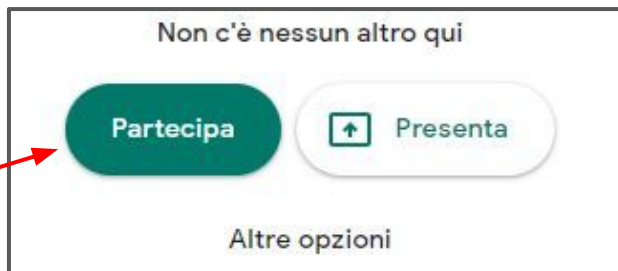 Non c'è nessun altro qui
Partecipa Presenta
Altre opzioni